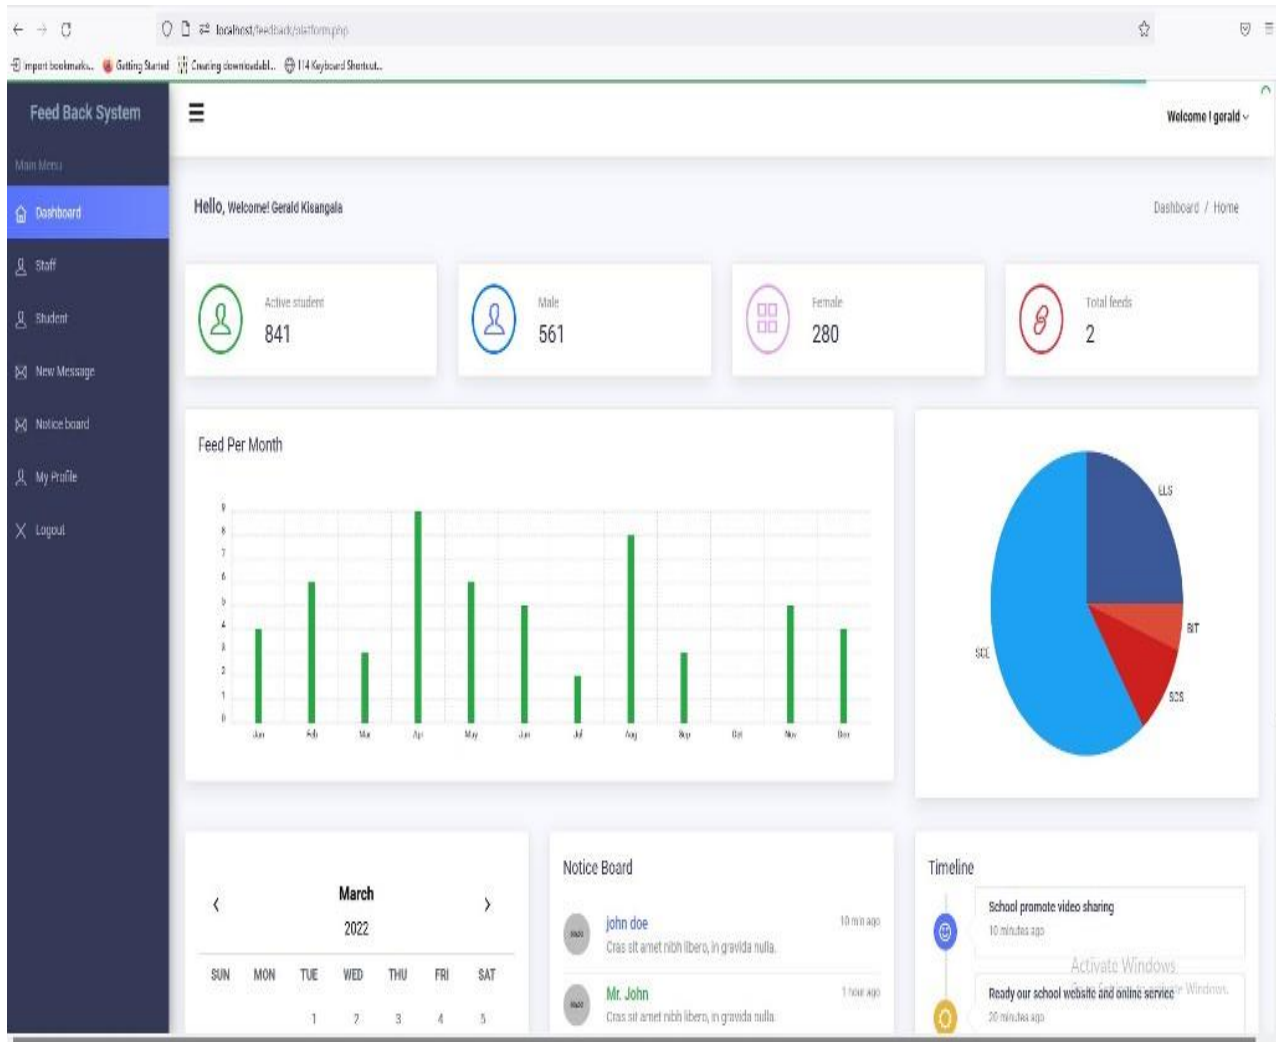 localhost/feedback/platform.php
Import bookmarks... Getting Started Creating downloadabl... 114 Keyboard Shortcut...
Feed Back System
Welcome ! gerald
Main Menu
Dashboard
Hello, Welcome! Gerald Kisangala
Dashboard / Home
Staff
Student
New Message
Notice board
My Profile
Logout
Active student
841
Male
561
Female
280
Total feeds
2
Feed Per Month
9
8
7
6
5
4
3
2
1
0
Jan Feb Mar Apr May Jun Jul Aug Sep Oct Nov Dec
ELS
BIT
SCE
March
2022
SUN MON TUE WED THU FRI SAT
1 2 3 4 5
Notice Board
john doe
10 min ago
Cras sit amet nibh libero, in gravida nulla.
Mr. John
1 hour ago
Cras sit amet nibh libero, in gravida nulla.
Timeline
School promote video sharing
10 minutes ago
Activate Windows
Ready our school website and online service
20 minutes ago